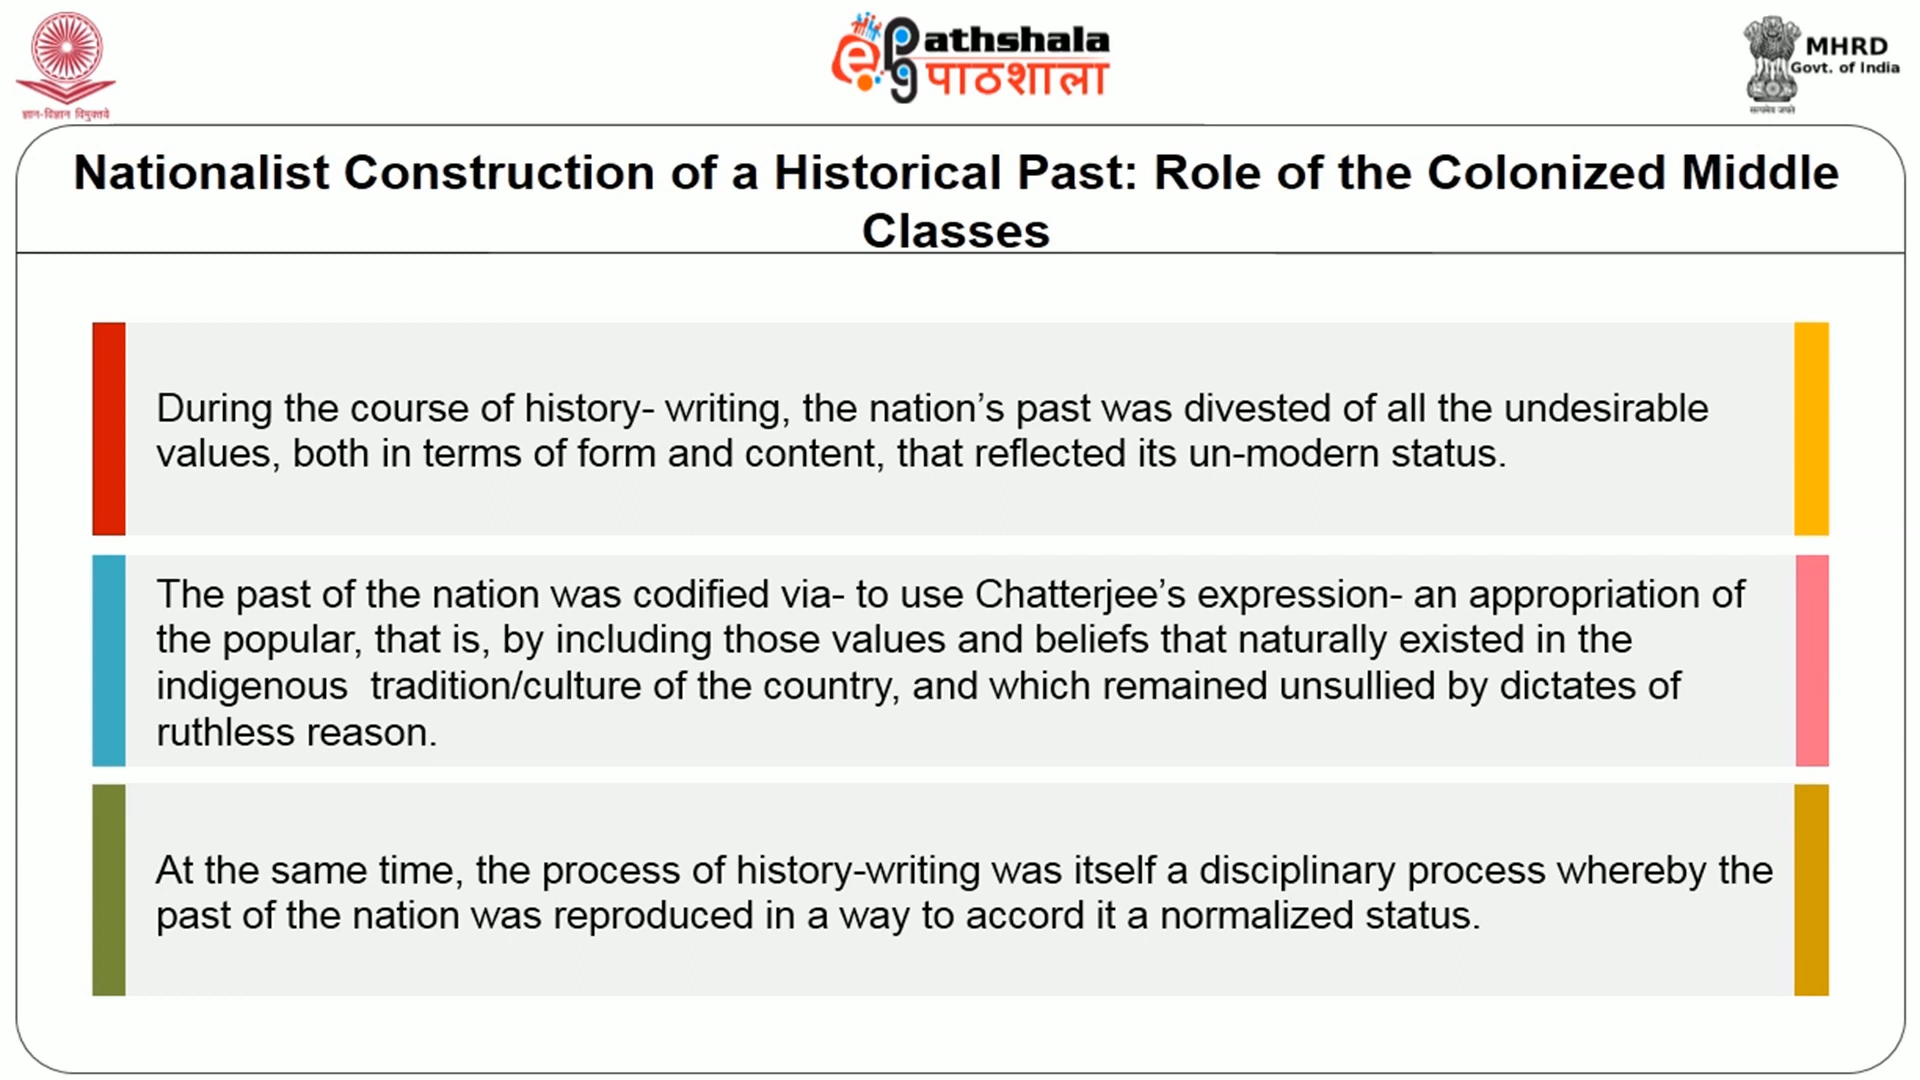 ज्ञान-विज्ञान विमुक्तये
ePg Pathshala
पाठशाला
MHRD
Govt. of India
सत्यमेव जयते
Nationalist Construction of a Historical Past: Role of the Colonized Middle
Classes
During the course of history- writing, the nation’s past was divested of all the undesirable
values, both in terms of form and content, that reflected its un-modern status.
The past of the nation was codified via- to use Chatterjee’s expression- an appropriation of
the popular, that is, by including those values and beliefs that naturally existed in the
indigenous  tradition/culture of the country, and which remained unsullied by dictates of
ruthless reason.
At the same time, the process of history-writing was itself a disciplinary process whereby the
past of the nation was reproduced in a way to accord it a normalized status.